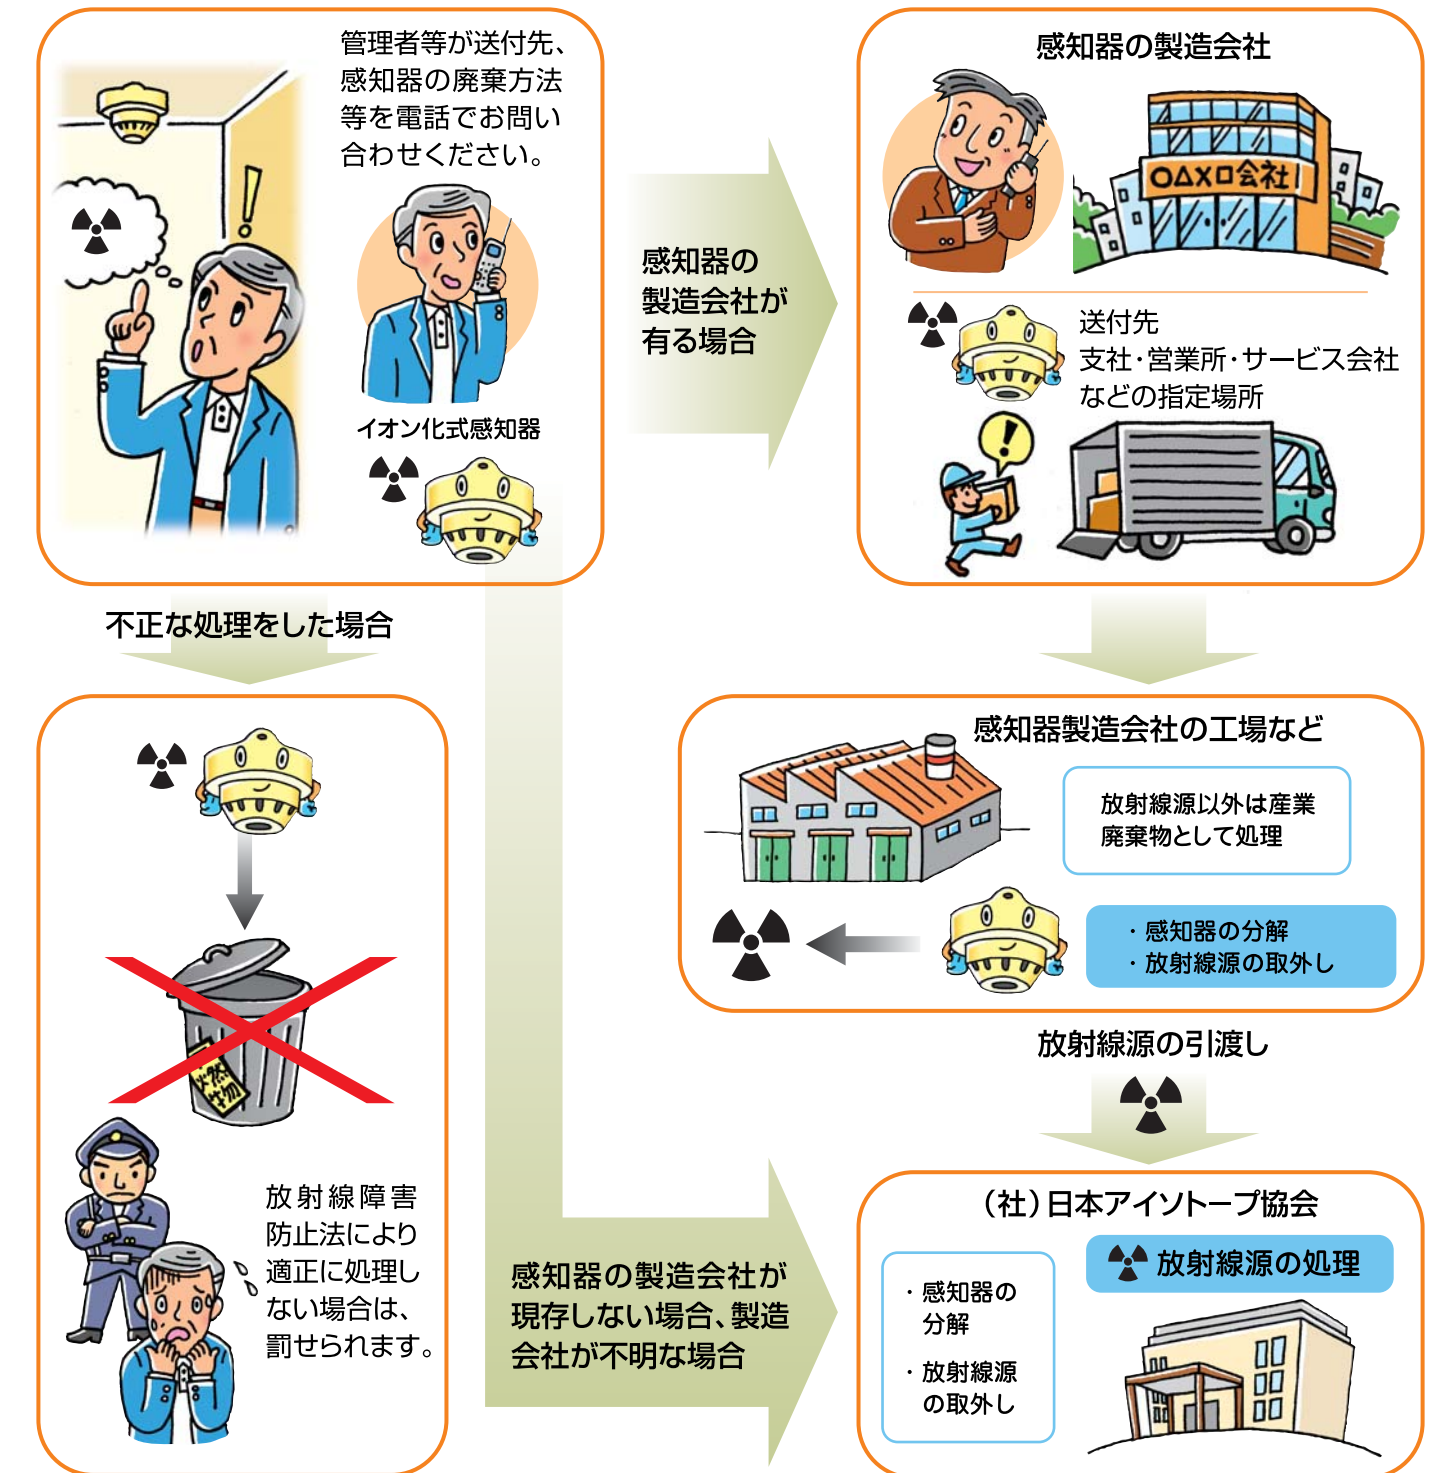 管理者等が送付先、
感知器の廃棄方法
等を電話でお問い
合わせください。
イオン化式感知器
感知器の
製造会社が
有る場合
感知器の製造会社
○△×□会社
送付先
支社・営業所・サービス会社
などの指定場所
不正な処理をした場合
放射線障害
防止法により
適正に処理し
ない場合は、
罰せられます。
感知器製造会社の工場など
放射線源以外は産業
廃棄物として処理
・感知器の分解
・放射線源の取外し
放射線源の引渡し
感知器の製造会社が
現存しない場合、製造
会社が不明な場合
（社）日本アイソトープ協会
放射線源の処理
・感知器の
分解
・放射線源
の取外し